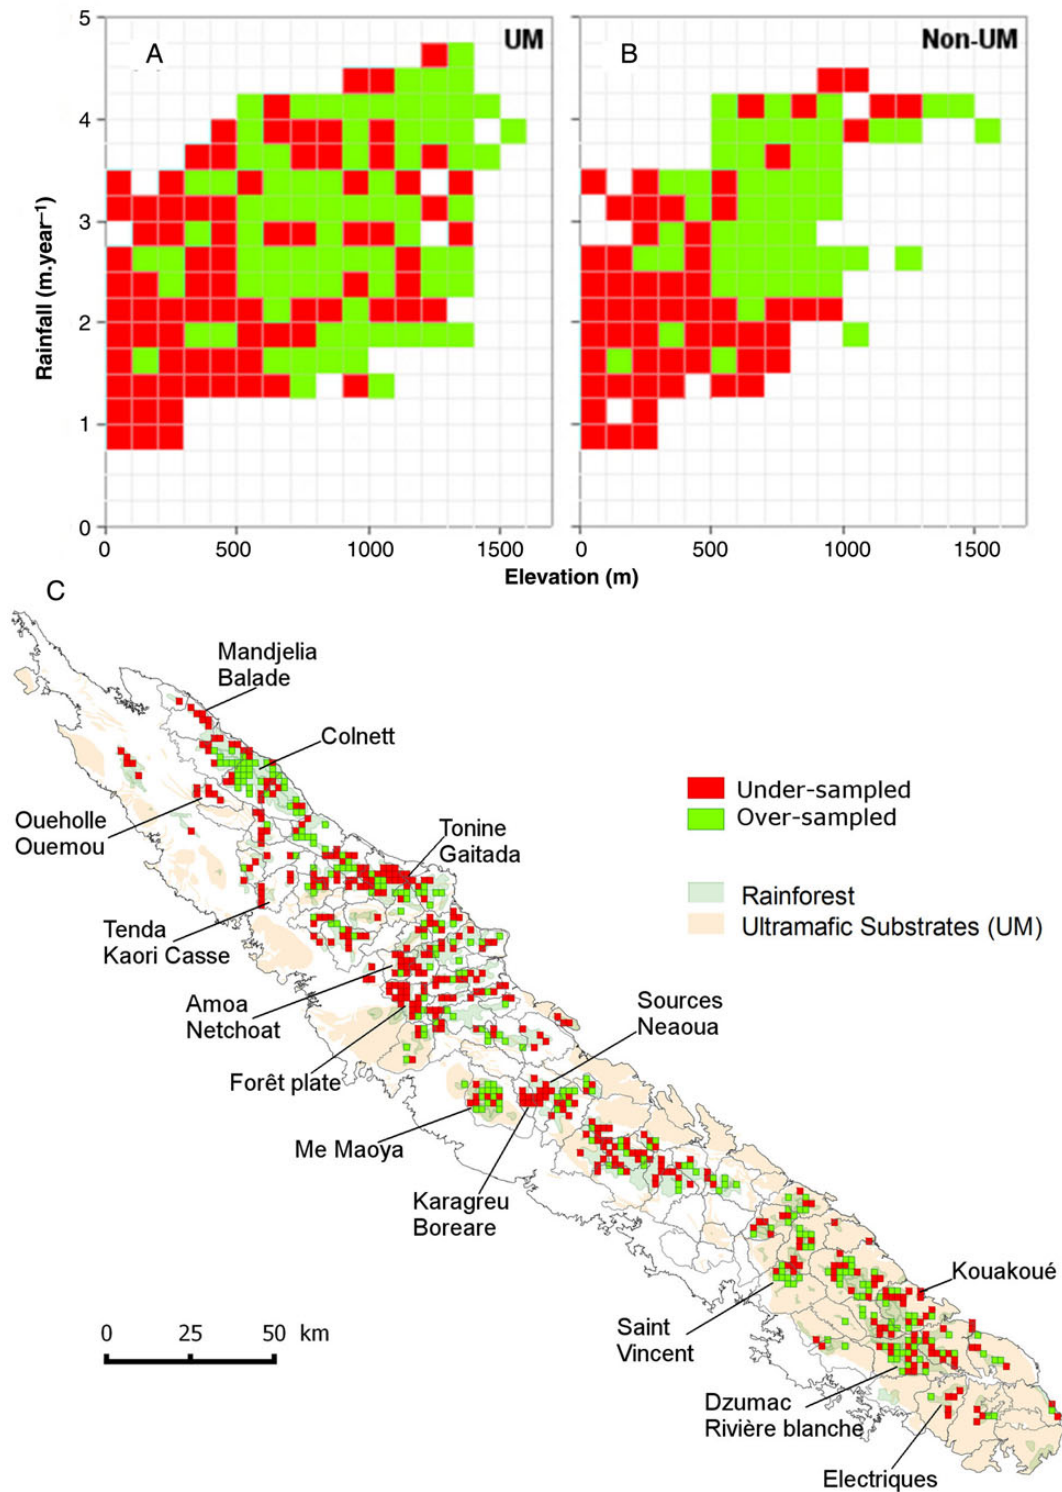 A
UM
B
Non-UM
5
4
3
2
1
0
Rainfall (m.year−1)
0
500
1000
1500
0
500
1000
1500
Elevation (m)
C
Mandjelia
Balade
Colnett
Oueholle
Ouemou
Tonine
Gaitada
Under-sampled
Over-sampled
Rainforest
Ultramafic Substrates (UM)
Tenda
Kaori Casse
Amoa
Netchoat
Sources
Neaoua
Forêt plate
Me Maoya
Karagreu
Boreare
Kouakoué
Saint
Vincent
0 25 50 km
Dzumac
Rivière blanche
Electriques